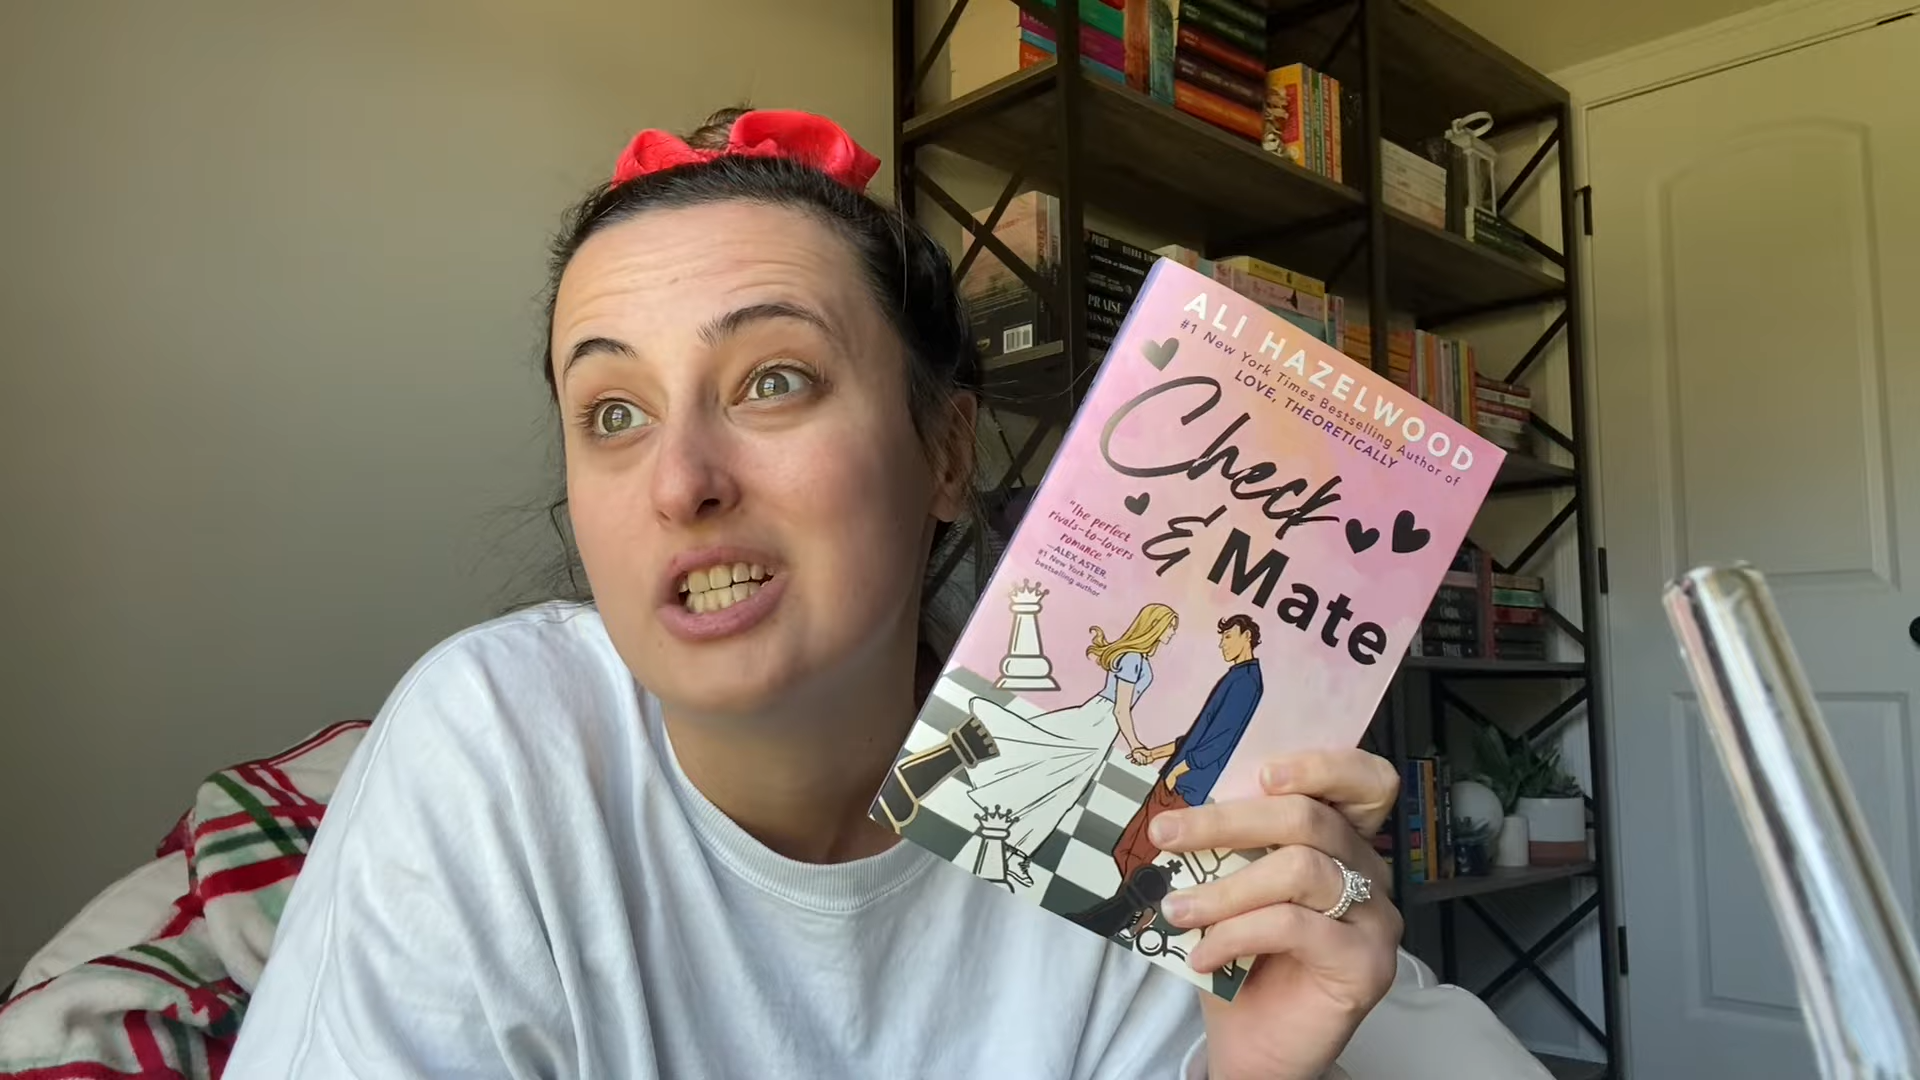 ALI HAZELWOOD
#1 New York Times Bestselling Author of
LOVE, THEORETICALLY
Check
& Mate
"The perfect
rivals-to-lovers
romance."
—ALEX ASTER,
#1 New York Times
bestselling author
PRAISE